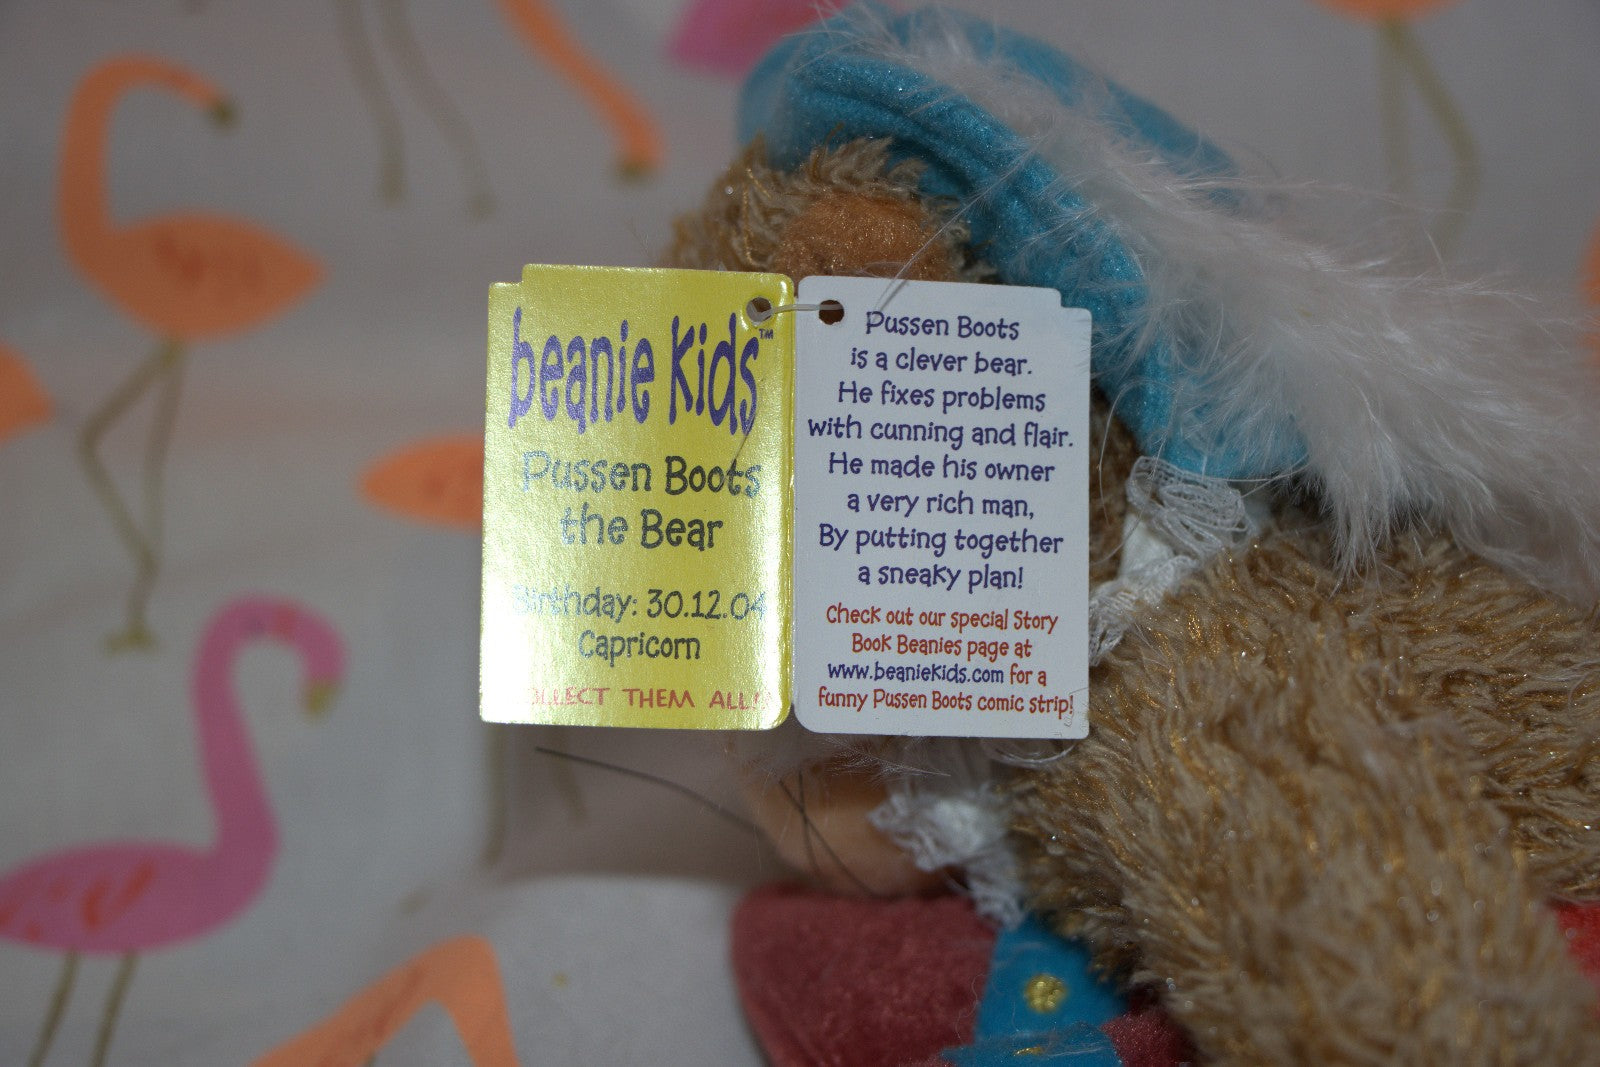 beanie Kids™
Pussen Boots
the Bear
Birthday: 30.12.04
Capricorn
COLLECT THEM ALL!!
Pussen Boots
is a clever bear.
He fixes problems
with cunning and flair.
He made his owner
a very rich man,
By putting together
a sneaky plan!
Check out our special Story
Book Beanies page at
www.beanieKids.com for a
funny Pussen Boots comic strip!